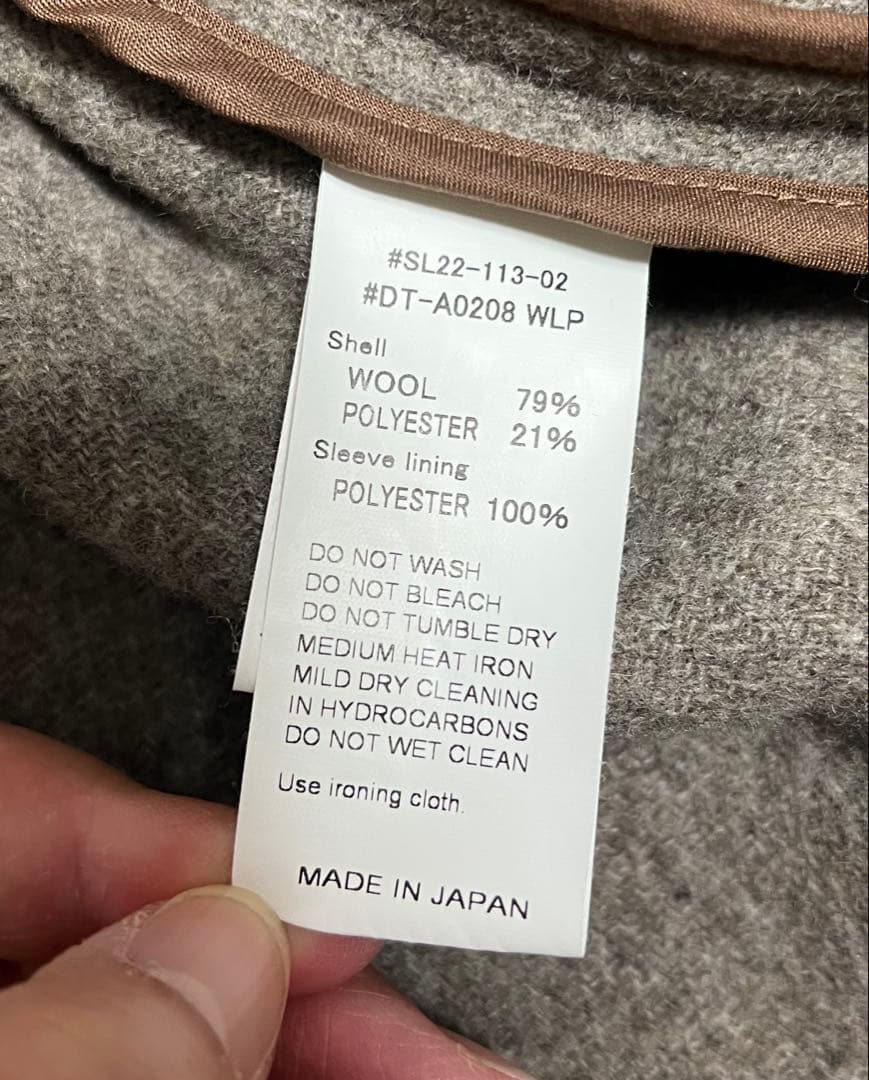 #SL22-113-02
#DT-A0208 WLP
Shell
WOOL 79%
POLYESTER 21%
Sleeve lining
POLYESTER 100%
DO NOT WASH
DO NOT BLEACH
DO NOT TUMBLE DRY
MEDIUM HEAT IRON
MILD DRY CLEANING
IN HYDROCARBONS
DO NOT WET CLEAN
Use ironing cloth.
MADE IN JAPAN